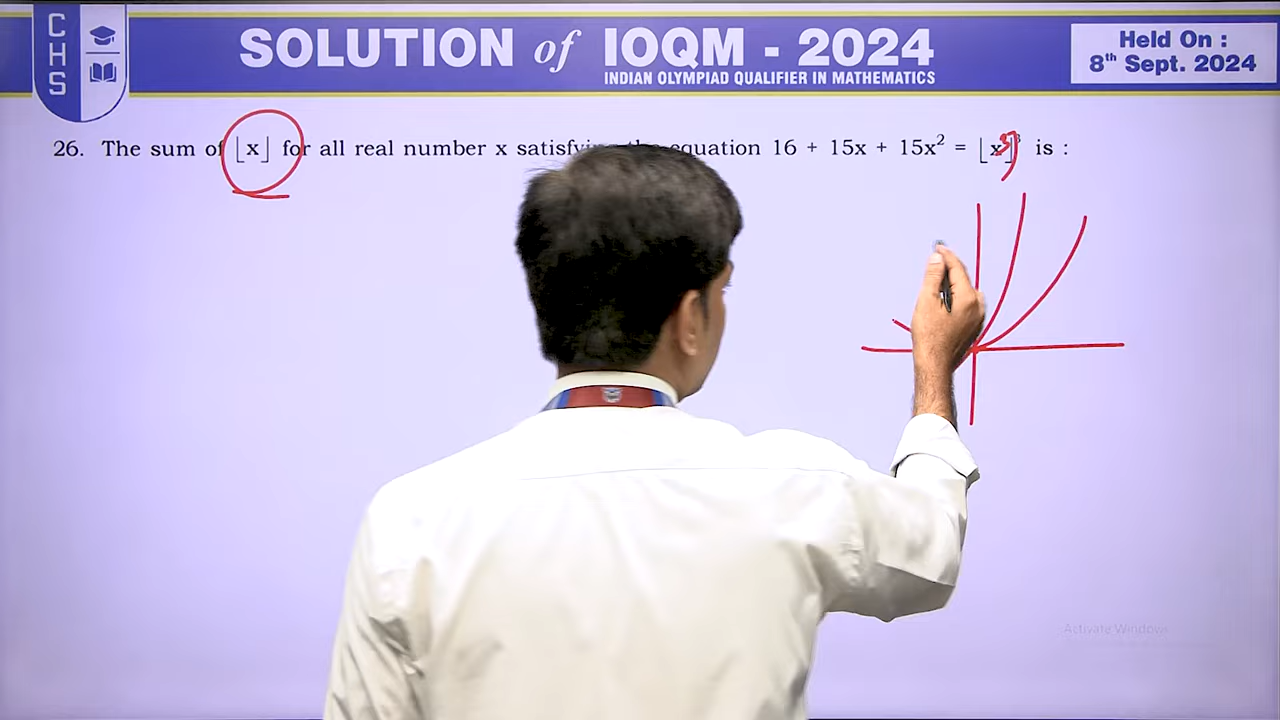 CHS
SOLUTION of IOQM - 2024
INDIAN OLYMPIAD QUALIFIER IN MATHEMATICS
Held On :
8th Sept. 2024
26. The sum of ⌊x⌋ for all real number x equation 16 + 15x + 15x² = ⌊x⌋³ is :
Activate Windows